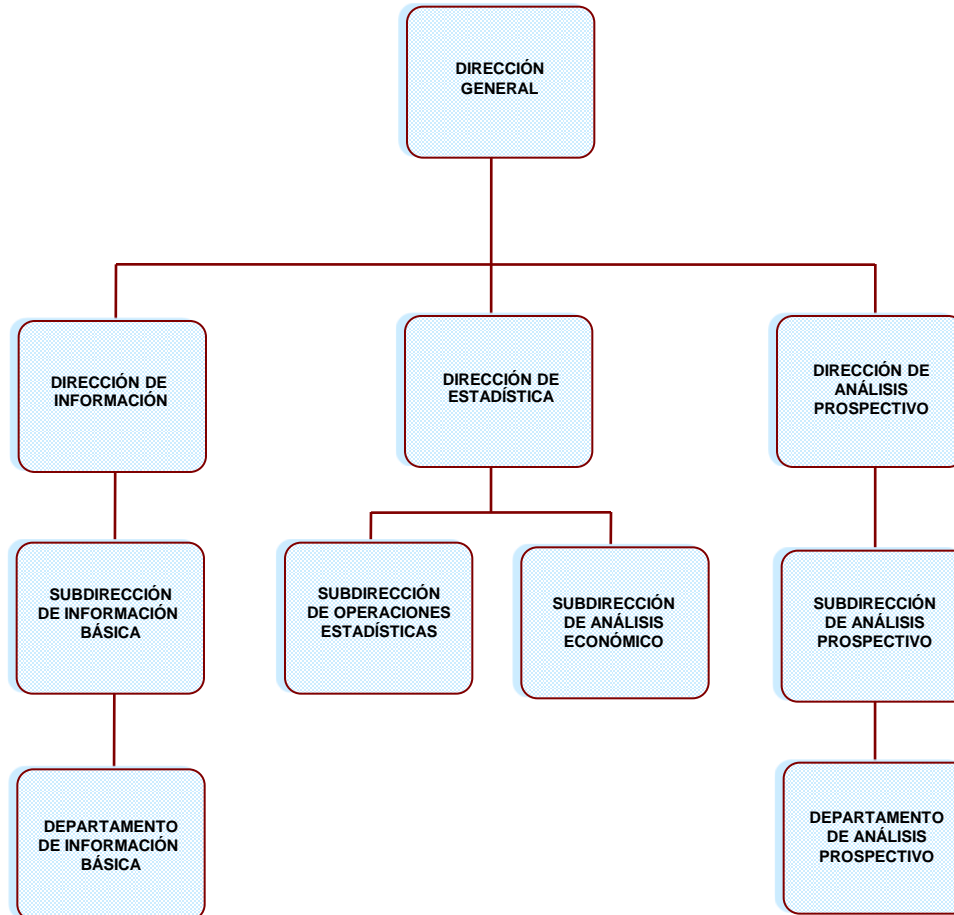 DIRECCIÓN
GENERAL
DIRECCIÓN DE
INFORMACIÓN
DIRECCIÓN DE
ESTADÍSTICA
DIRECCIÓN DE
ANÁLISIS
PROSPECTIVO
SUBDIRECCIÓN
DE INFORMACIÓN
BÁSICA
SUBDIRECCIÓN
DE OPERACIONES
ESTADÍSTICAS
SUBDIRECCIÓN
DE ANÁLISIS
ECONÓMICO
SUBDIRECCIÓN
DE ANÁLISIS
PROSPECTIVO
DEPARTAMENTO
DE INFORMACIÓN
BÁSICA
DEPARTAMENTO
DE ANÁLISIS
PROSPECTIVO